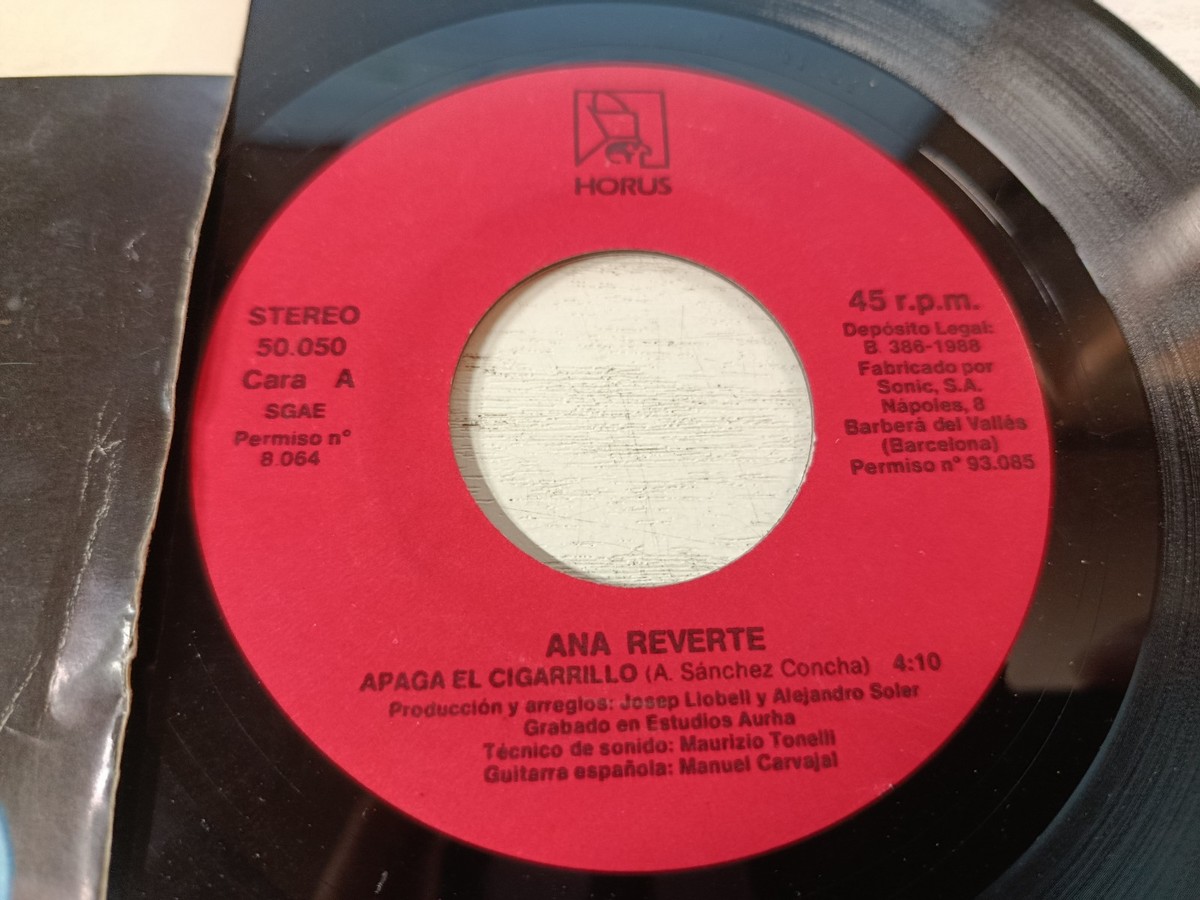 HORUS
STEREO
50.050
Cara A
SGAE
Permiso n°
8.064
45 r.p.m.
Depósito Legal:
B. 386-1988
Fabricado por
Sonic, S.A.
Nápoles, 8
Barberá del Vallés
(Barcelona)
Permiso n° 93.085
ANA REVERTE
APAGA EL CIGARRILLO (A. Sánchez Concha) 4:10
Producción y arreglos: Josep Llobell y Alejandro Soler
Grabado en Estudios Aurha
Técnico de sonido: Maurizio Tonelli
Guitarra española: Manuel Carvajal